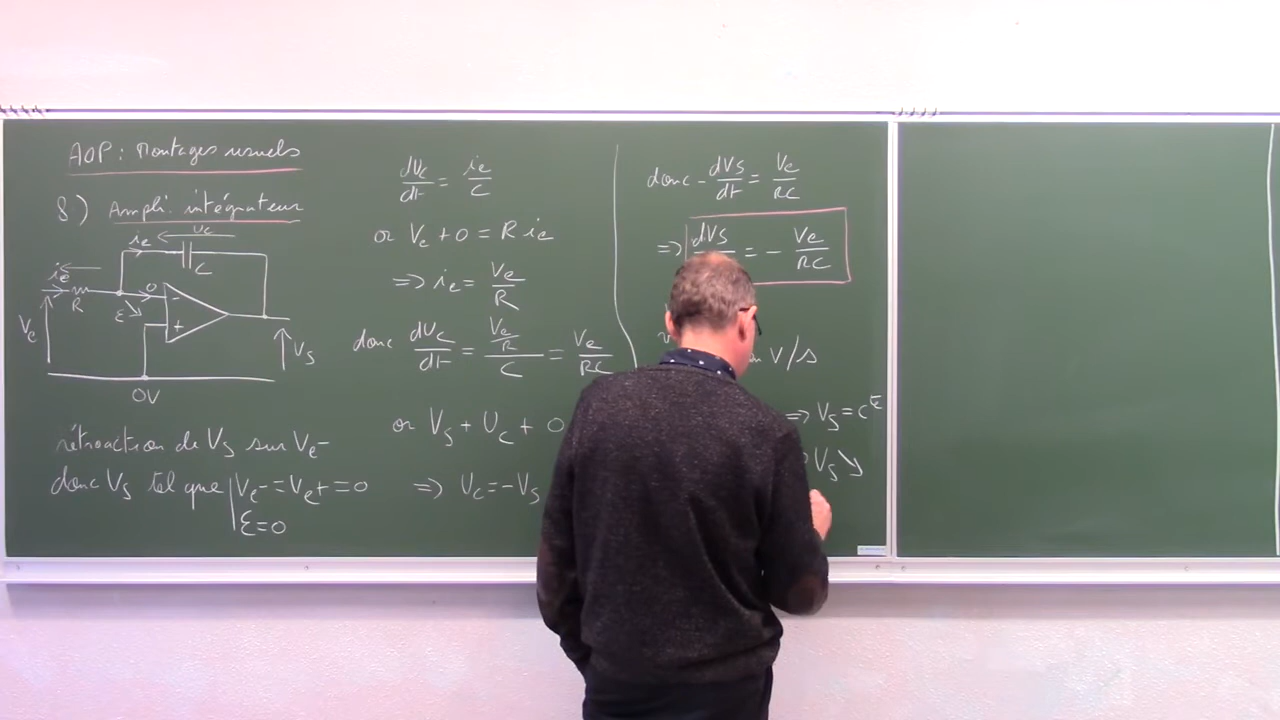 AOP : Montages usuels
8) Ampli. intégrateur
uc
ie
C
ie
R
0
ε
-
+
Ve
Vs
0V
rétroaction de Vs sur Ve-
donc Vs tel que | Ve- = Ve+ = 0
ε = 0
dUc/dt = ie/C
or Ve + 0 = R ie
=> ie = Ve/R
donc dUc/dt = (Ve/R)/C = Ve/RC
or Vs + Uc + 0
=> Uc = -Vs
donc - dVs/dt = Ve/RC
=> dVs = - Ve/RC
V/s
=> Vs = cte
Vs ↘